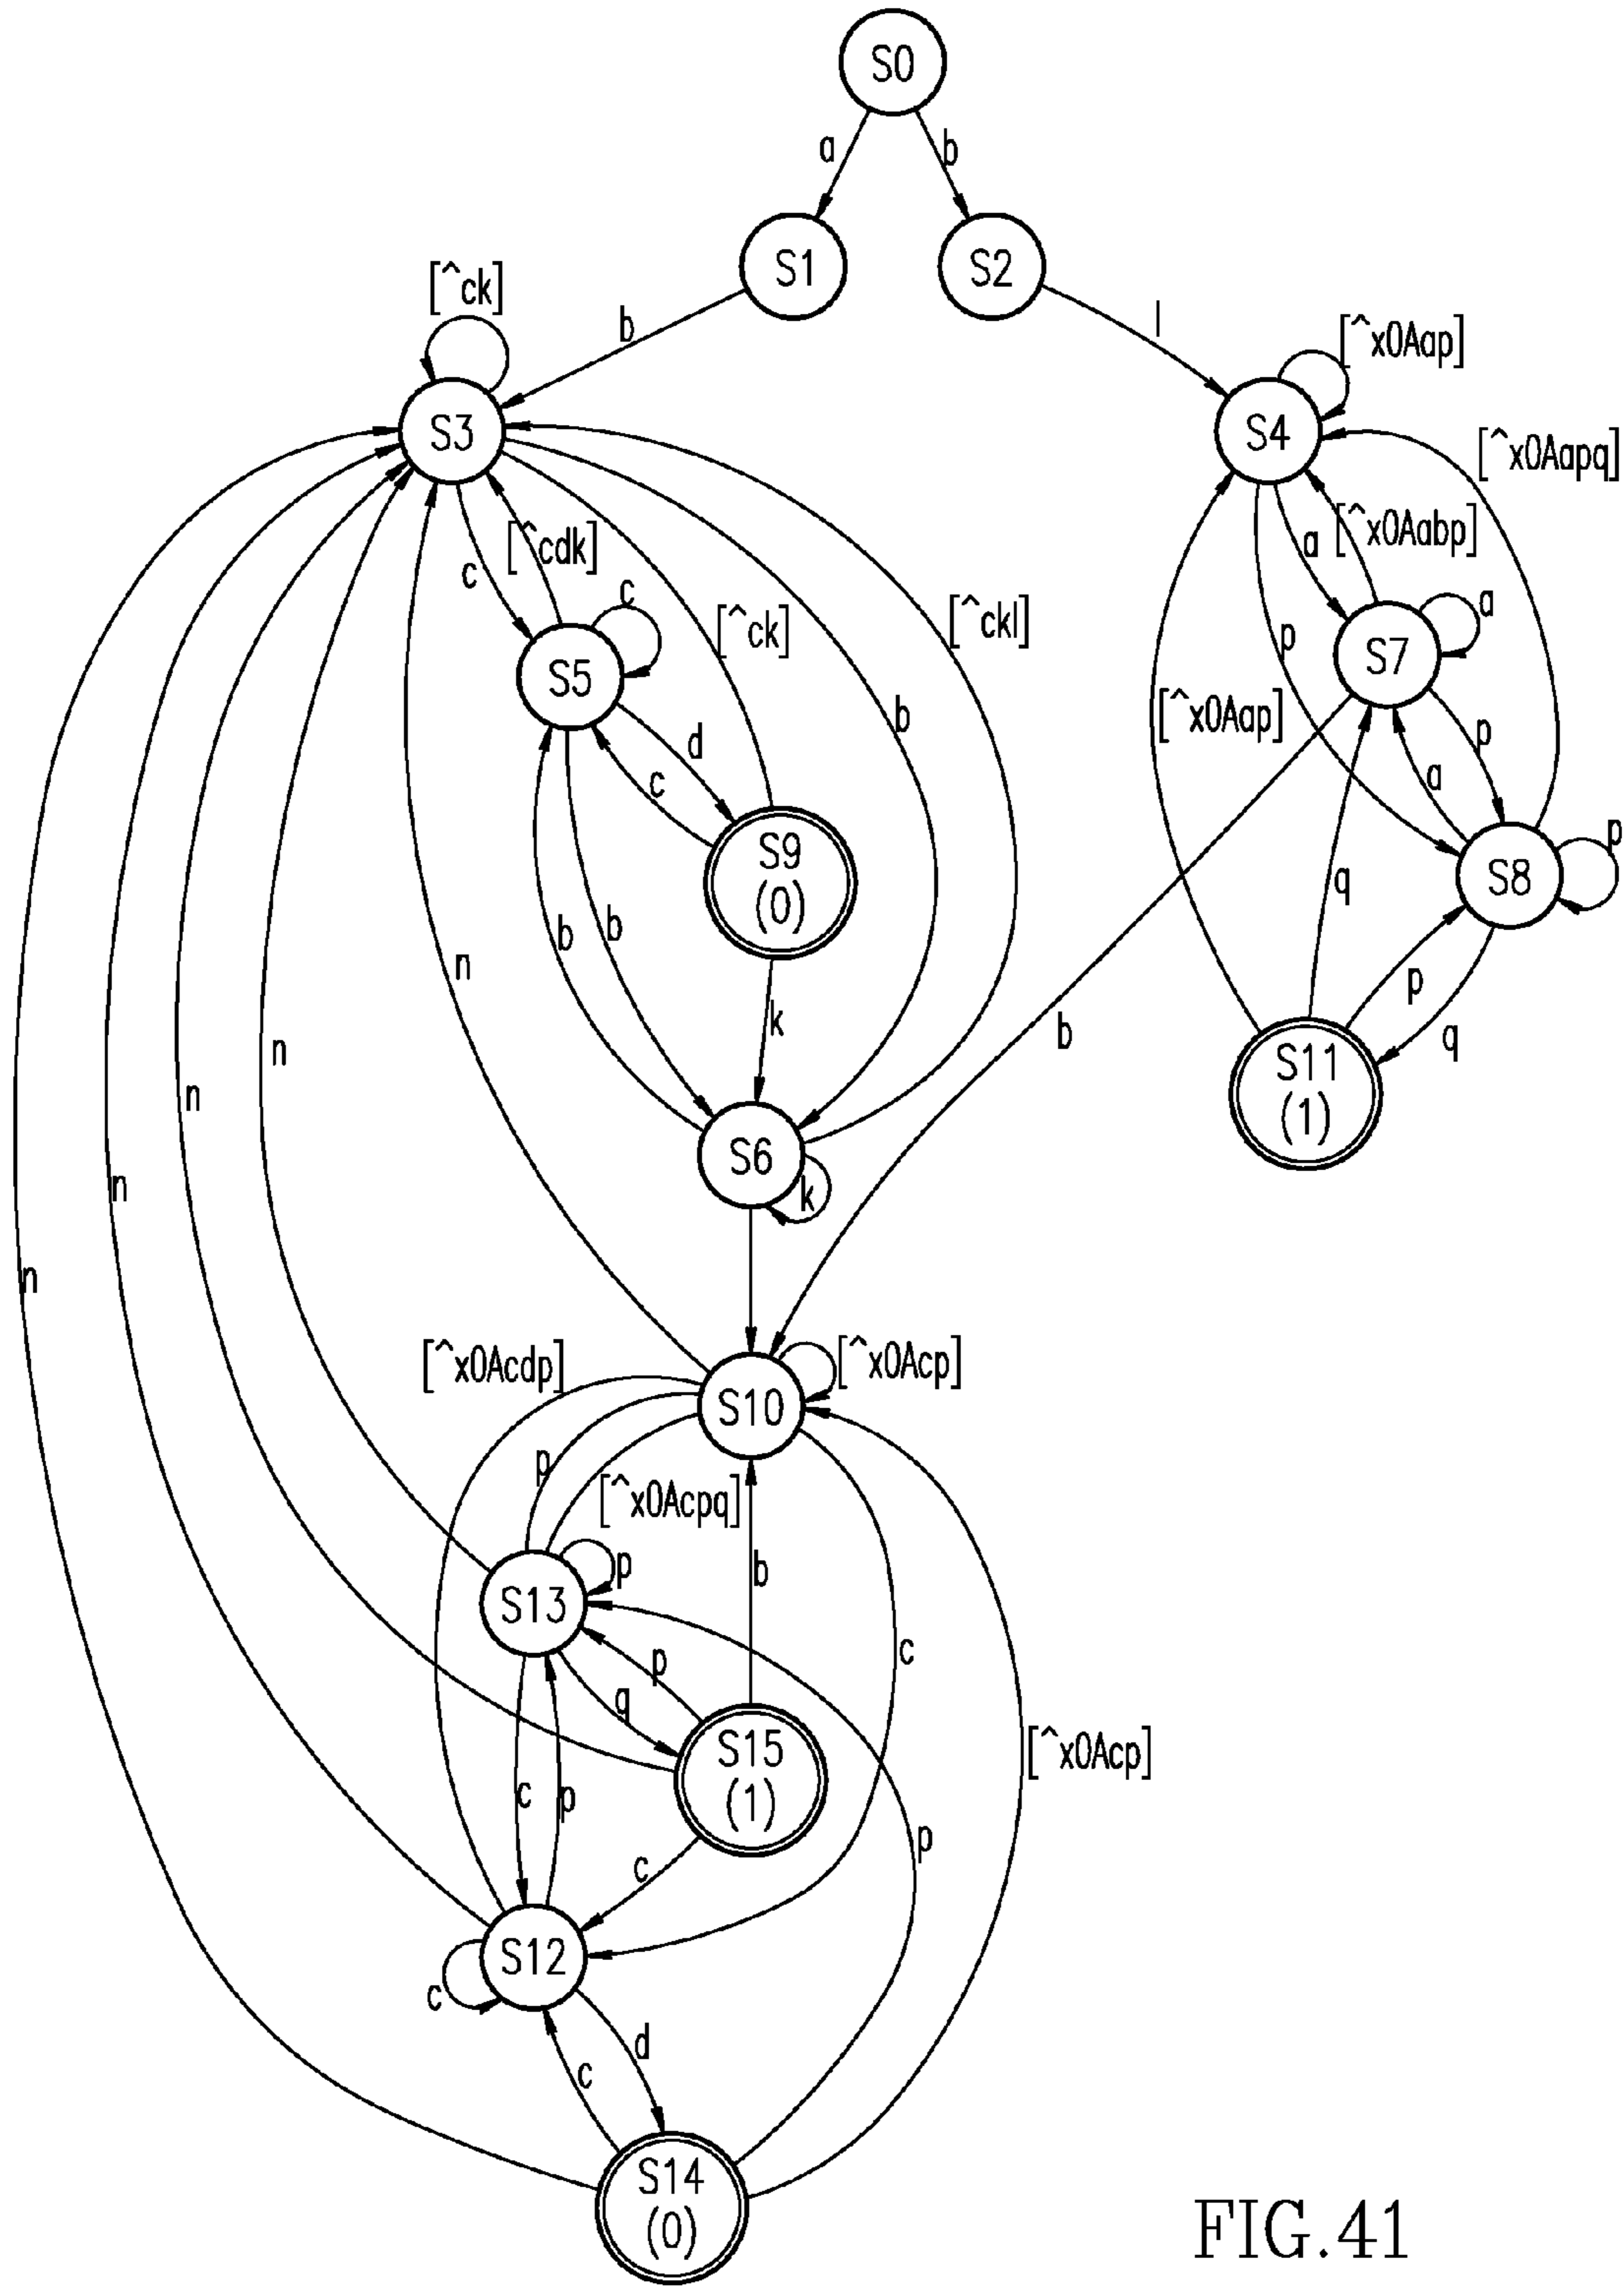 S0
a
b
S1
S2
[^ck]
b
l
[^x0Aap]
S3
S4
[^x0Aapq]
[^cdk]
c
a
[^x0Aabp]
c
[^ck]
[^ckl]
a
S5
p
S7
[^x0Aap]
b
d
p
c
a
p
S9
(0)
S8
q
b
b
n
k
p
b
q
n
S11
(1)
n
S6
k
n
n
[^x0Acdp]
[^x0Acp]
S10
p
[^x0Acpq]
p
b
S13
c
p
q
S15
(1)
[^x0Acp]
c
p
p
c
S12
c
d
c
S14
(0)
FIG.41